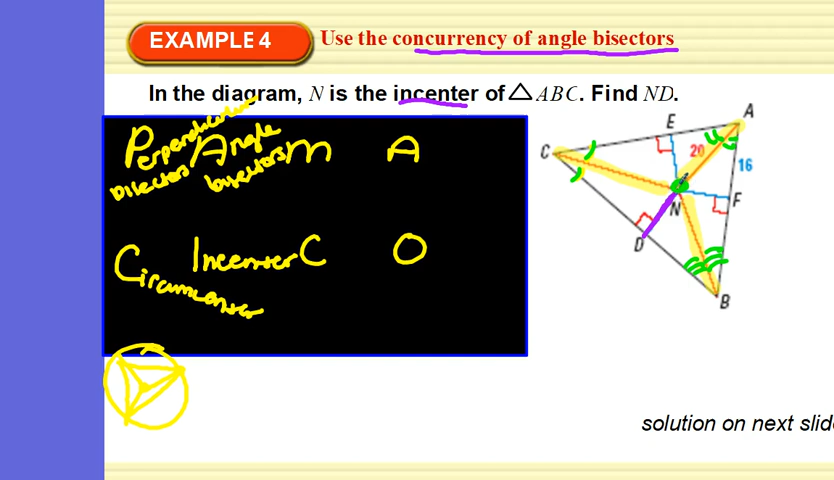 EXAMPLE 4
Use the concurrency of angle bisectors
In the diagram, N is the incenter of △ABC. Find ND.
Perpendicular Bisectors
Angle bisectors
m
A
Circumcenter
Incenter
C
O
A
E
C
20
16
N
F
D
B
solution on next slid